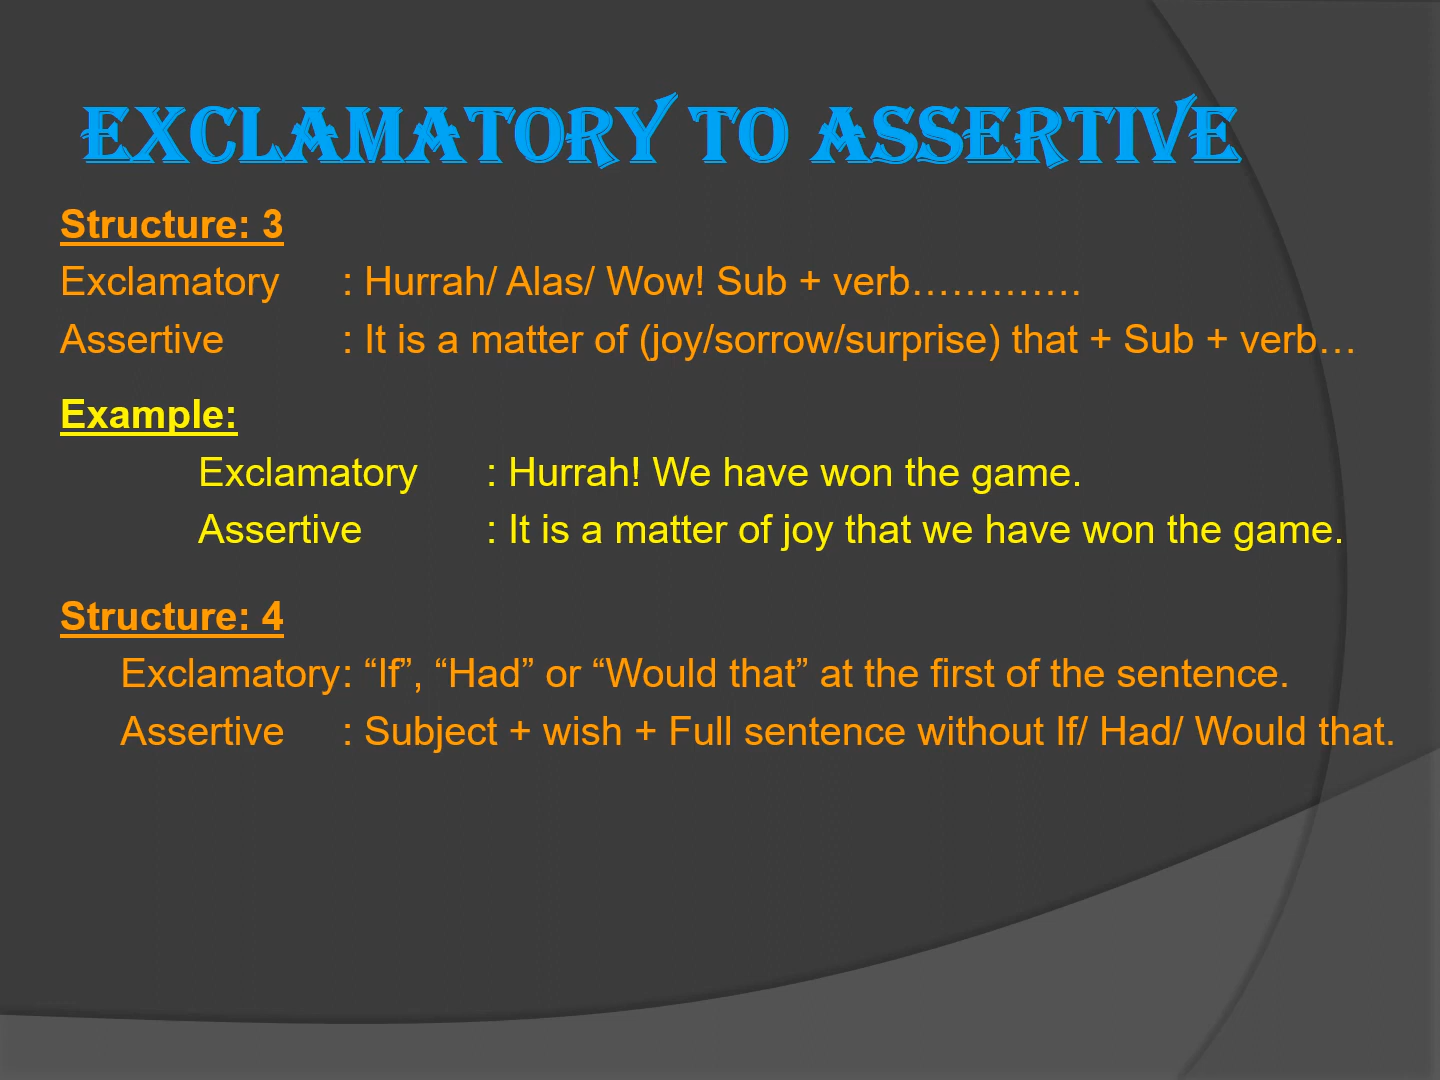 EXCLAMATORY TO ASSERTIVE
Structure: 3
Exclamatory : Hurrah/ Alas/ Wow! Sub + verb………….
Assertive : It is a matter of (joy/sorrow/surprise) that + Sub + verb…
Example:
Exclamatory : Hurrah! We have won the game.
Assertive : It is a matter of joy that we have won the game.
Structure: 4
Exclamatory: “If”, “Had” or “Would that” at the first of the sentence.
Assertive : Subject + wish + Full sentence without If/ Had/ Would that.